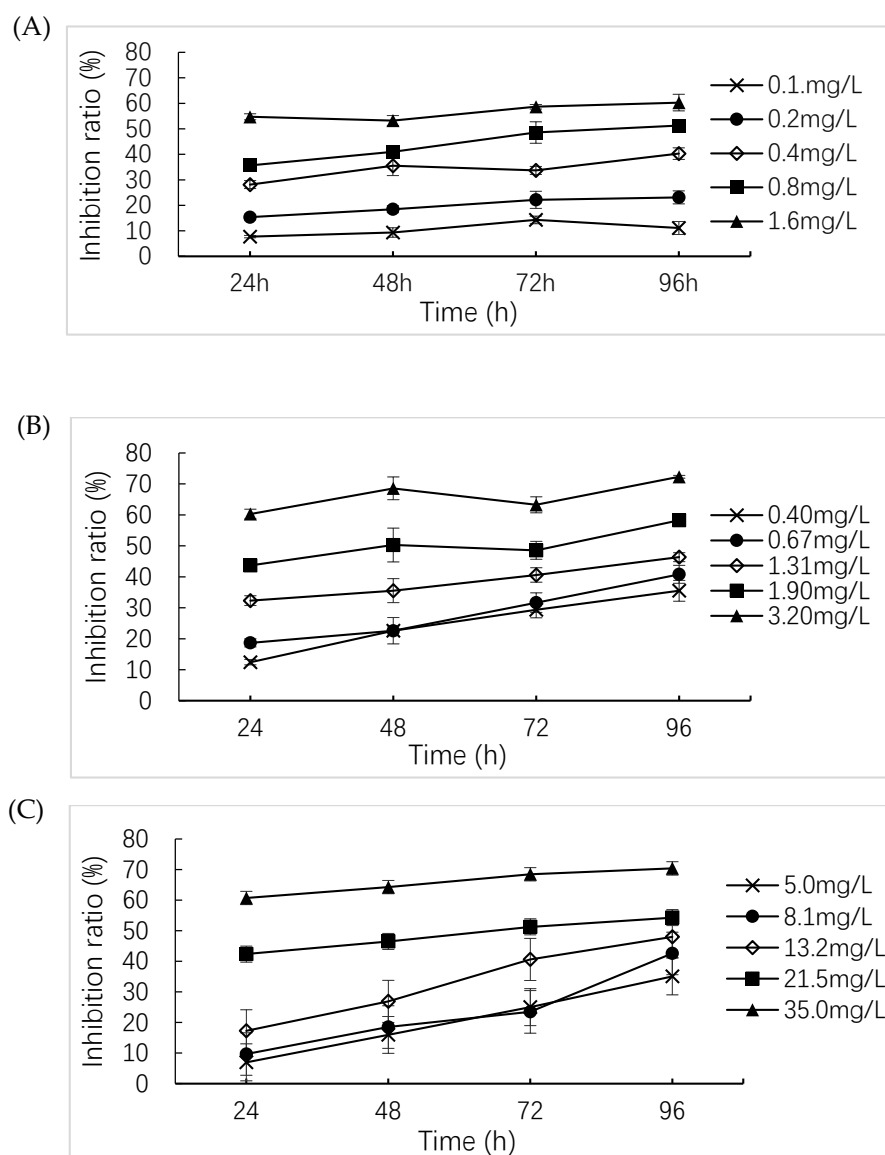 (A)
Inhibition ratio (%)
80
70
60
50
40
30
20
10
0
24h 48h 72h 96h
Time (h)
0.1.mg/L
0.2mg/L
0.4mg/L
0.8mg/L
1.6mg/L
(B)
Inhibition ratio (%)
80
70
60
50
40
30
20
10
0
24 48 72 96
Time (h)
0.40mg/L
0.67mg/L
1.31mg/L
1.90mg/L
3.20mg/L
(C)
Inhibition ratio (%)
80
70
60
50
40
30
20
10
0
24 48 72 96
Time (h)
5.0mg/L
8.1mg/L
13.2mg/L
21.5mg/L
35.0mg/L